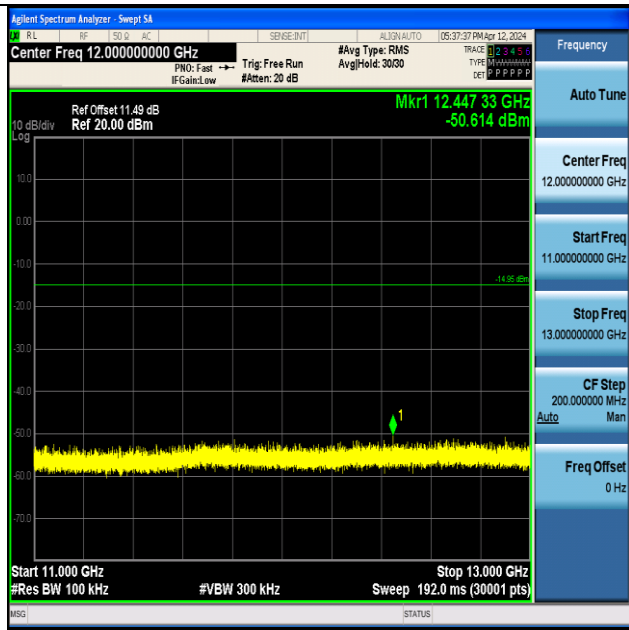 Agilent Spectrum Analyzer - Swept SA
RL RF 50 Ω AC SENSE:INT ALIGN AUTO 05:37:37 PM Apr 12, 2024
Center Freq 12.000000000 GHz
PNO: Fast
IFGain:Low
Trig: Free Run
#Atten: 20 dB
#Avg Type: RMS
Avg|Hold: 30/30
TRACE 1 2 3 4 5 6
TYPE M
DET P P P P P P
Mkr1 12.447 33 GHz
-50.614 dBm
Ref Offset 11.49 dB
10 dB/div Ref 20.00 dBm
Log
10.0
0.00
-10.0
-14.96 dBm
-20.0
-30.0
-40.0
1
-50.0
-60.0
-70.0
Start 11.000 GHz Stop 13.000 GHz
#Res BW 100 kHz #VBW 300 kHz Sweep 192.0 ms (30001 pts)
MSG STATUS
Frequency
Auto Tune
Center Freq
12.000000000 GHz
Start Freq
11.000000000 GHz
Stop Freq
13.000000000 GHz
CF Step
200.000000 MHz
Auto Man
Freq Offset
0 Hz